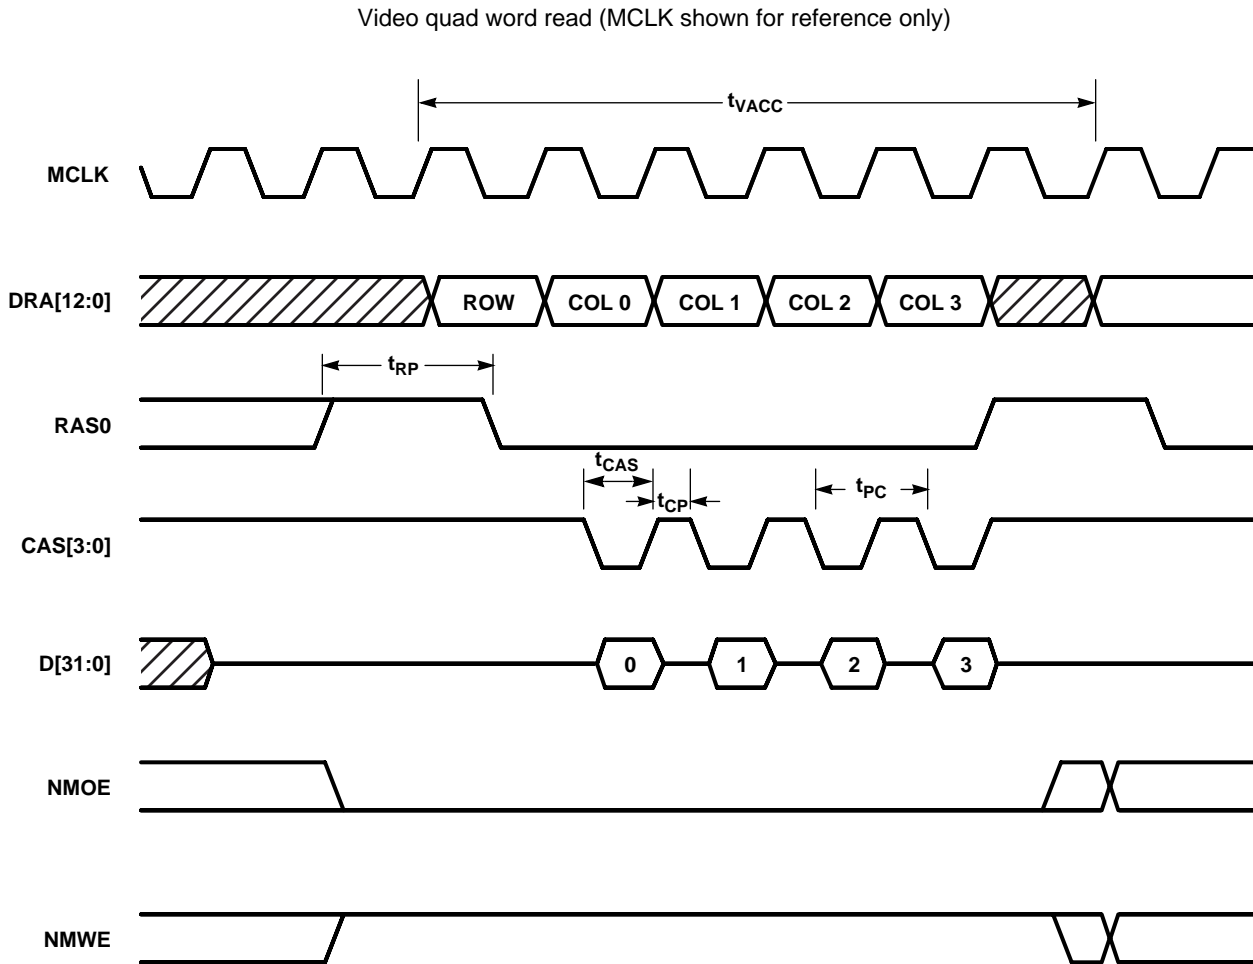 Video quad word read (MCLK shown for reference only)
tVACC
MCLK
DRA[12:0] ROW COL 0 COL 1 COL 2 COL 3
tRP
RAS0
tCAS
tCP tPC
CAS[3:0]
D[31:0] 0 1 2 3
NMOE
NMWE